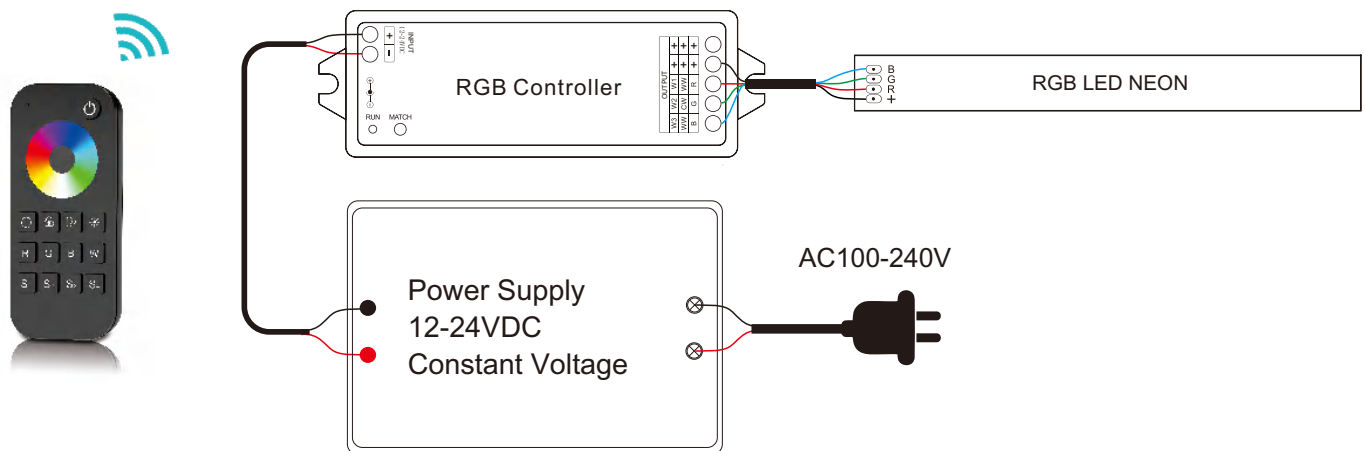 INPUT
12-24VDC
+
−
RUN
MATCH
RGB Controller
OUTPUT
+ + +
+ + +
W1 WW R
W2 CW G
W3 WW B
B
G
R
+
RGB LED NEON
R G B W
Power Supply
12-24VDC
Constant Voltage
AC100-240V